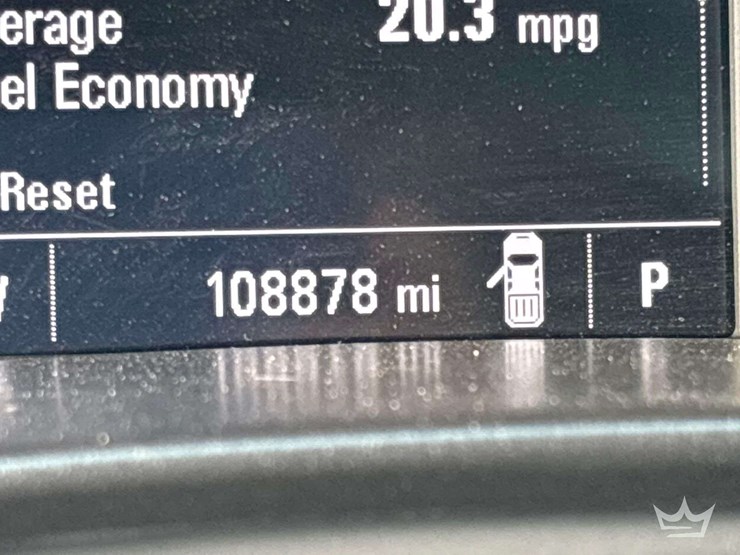 erage 20.3 mpg
el Economy
Reset
108878 mi P